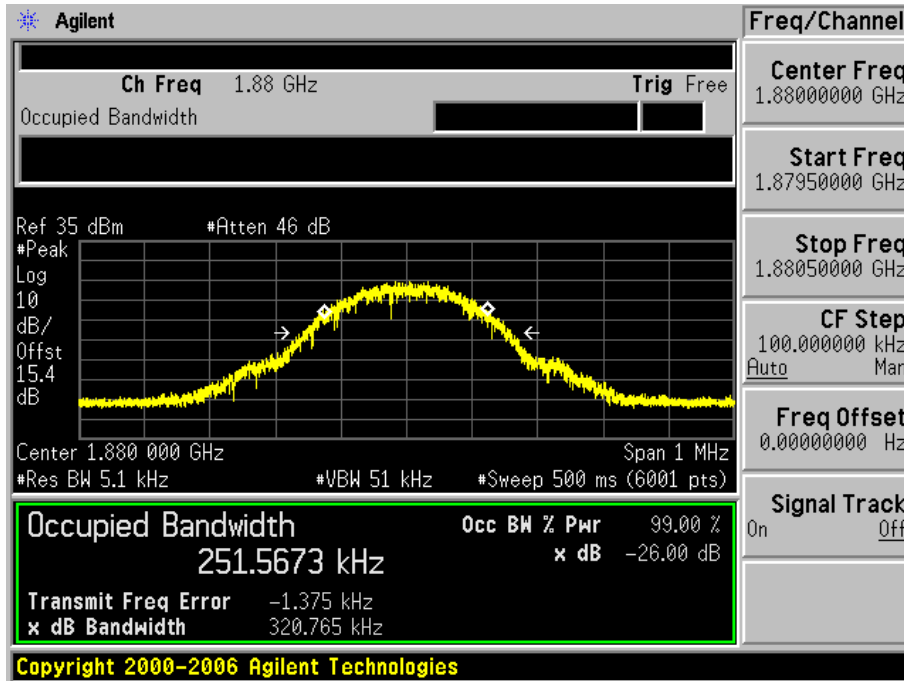 Agilent
Freq/Channel
Ch Freq 1.88 GHz Trig Free
Occupied Bandwidth
Center Freq
1.88000000 GHz
Start Freq
1.87950000 GHz
Stop Freq
1.88050000 GHz
CF Step
100.000000 kHz
Auto Man
Freq Offset
0.00000000 Hz
Signal Track
On Off
Ref 35 dBm #Atten 46 dB
#Peak
Log
10
dB/
Offst
15.4
dB
Center 1.880 000 GHz Span 1 MHz
#Res BW 5.1 kHz #VBW 51 kHz #Sweep 500 ms (6001 pts)
Occupied Bandwidth
251.5673 kHz
Occ BW % Pwr 99.00 %
x dB -26.00 dB
Transmit Freq Error -1.375 kHz
x dB Bandwidth 320.765 kHz
Copyright 2000-2006 Agilent Technologies